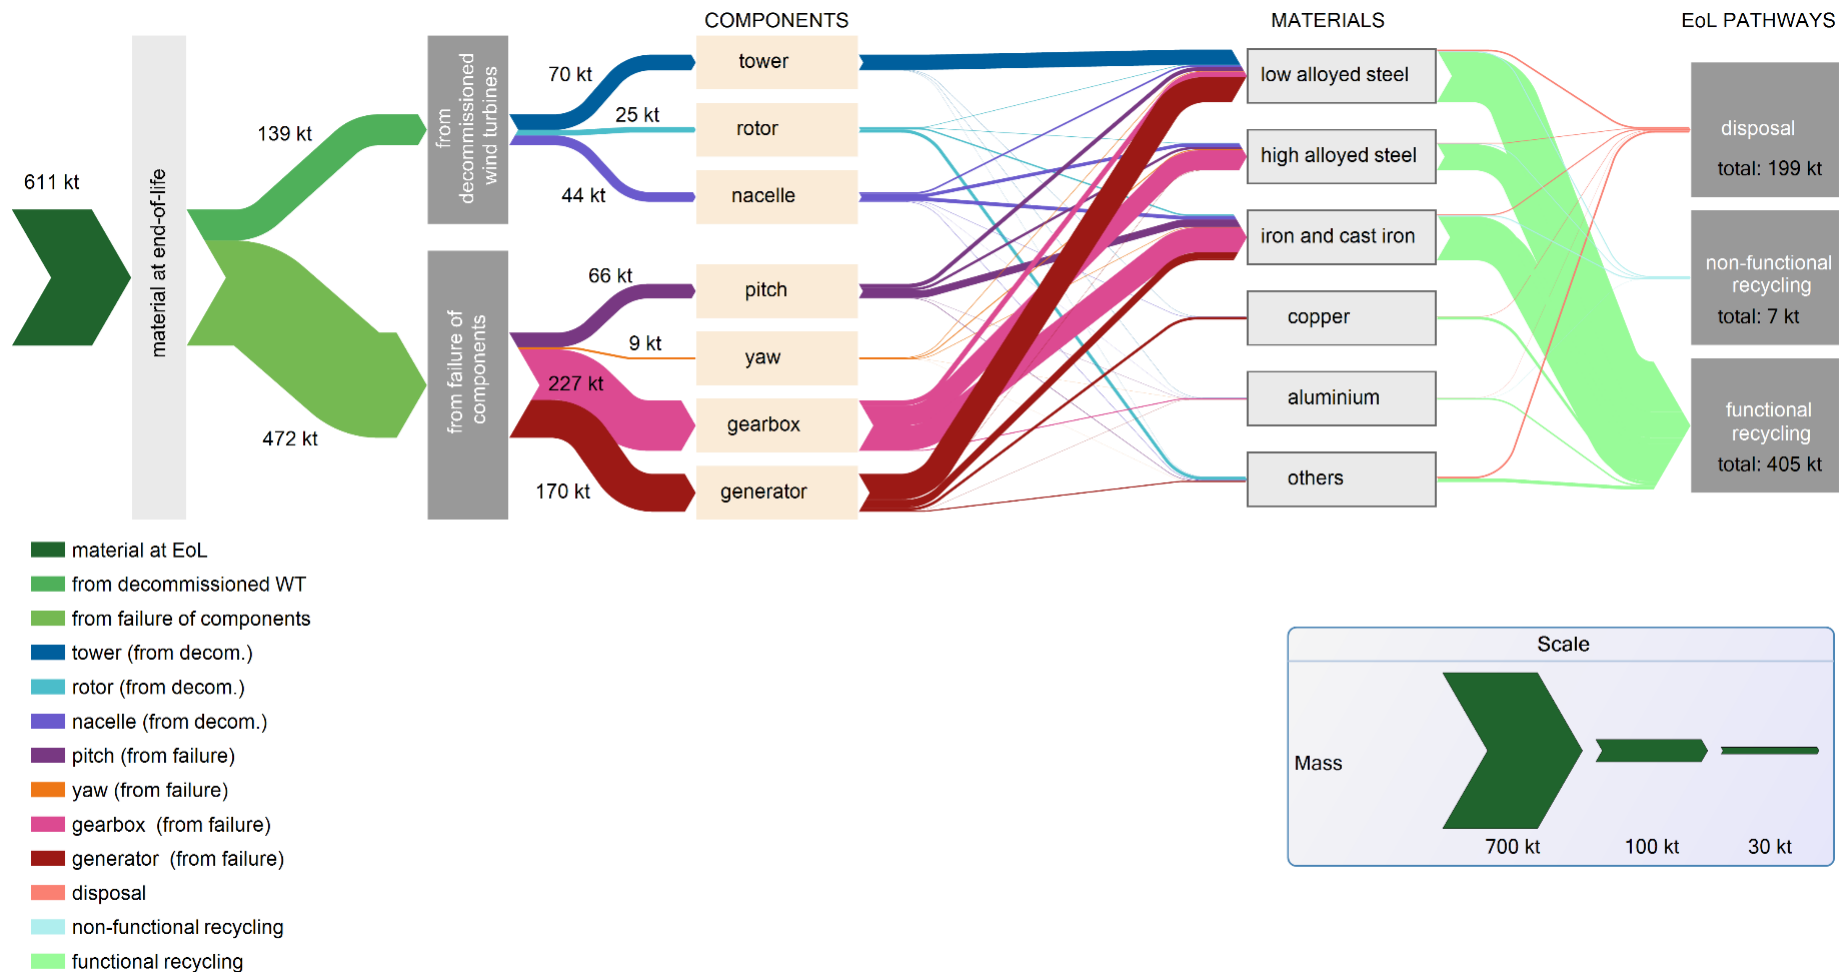 COMPONENTS
MATERIALS
EoL PATHWAYS
611 kt
material at end-of-life
139 kt
472 kt
from
decommissioned
wind turbines
from failure of
components
70 kt
25 kt
44 kt
66 kt
9 kt
227 kt
170 kt
tower
rotor
nacelle
pitch
yaw
gearbox
generator
low alloyed steel
high alloyed steel
iron and cast iron
copper
aluminium
others
disposal
total: 199 kt
non-functional
recycling
total: 7 kt
functional
recycling
total: 405 kt
material at EoL
from decommissioned WT
from failure of components
tower (from decom.)
rotor (from decom.)
nacelle (from decom.)
pitch (from failure)
yaw (from failure)
gearbox (from failure)
generator (from failure)
disposal
non-functional recycling
functional recycling
Scale
Mass
700 kt
100 kt
30 kt